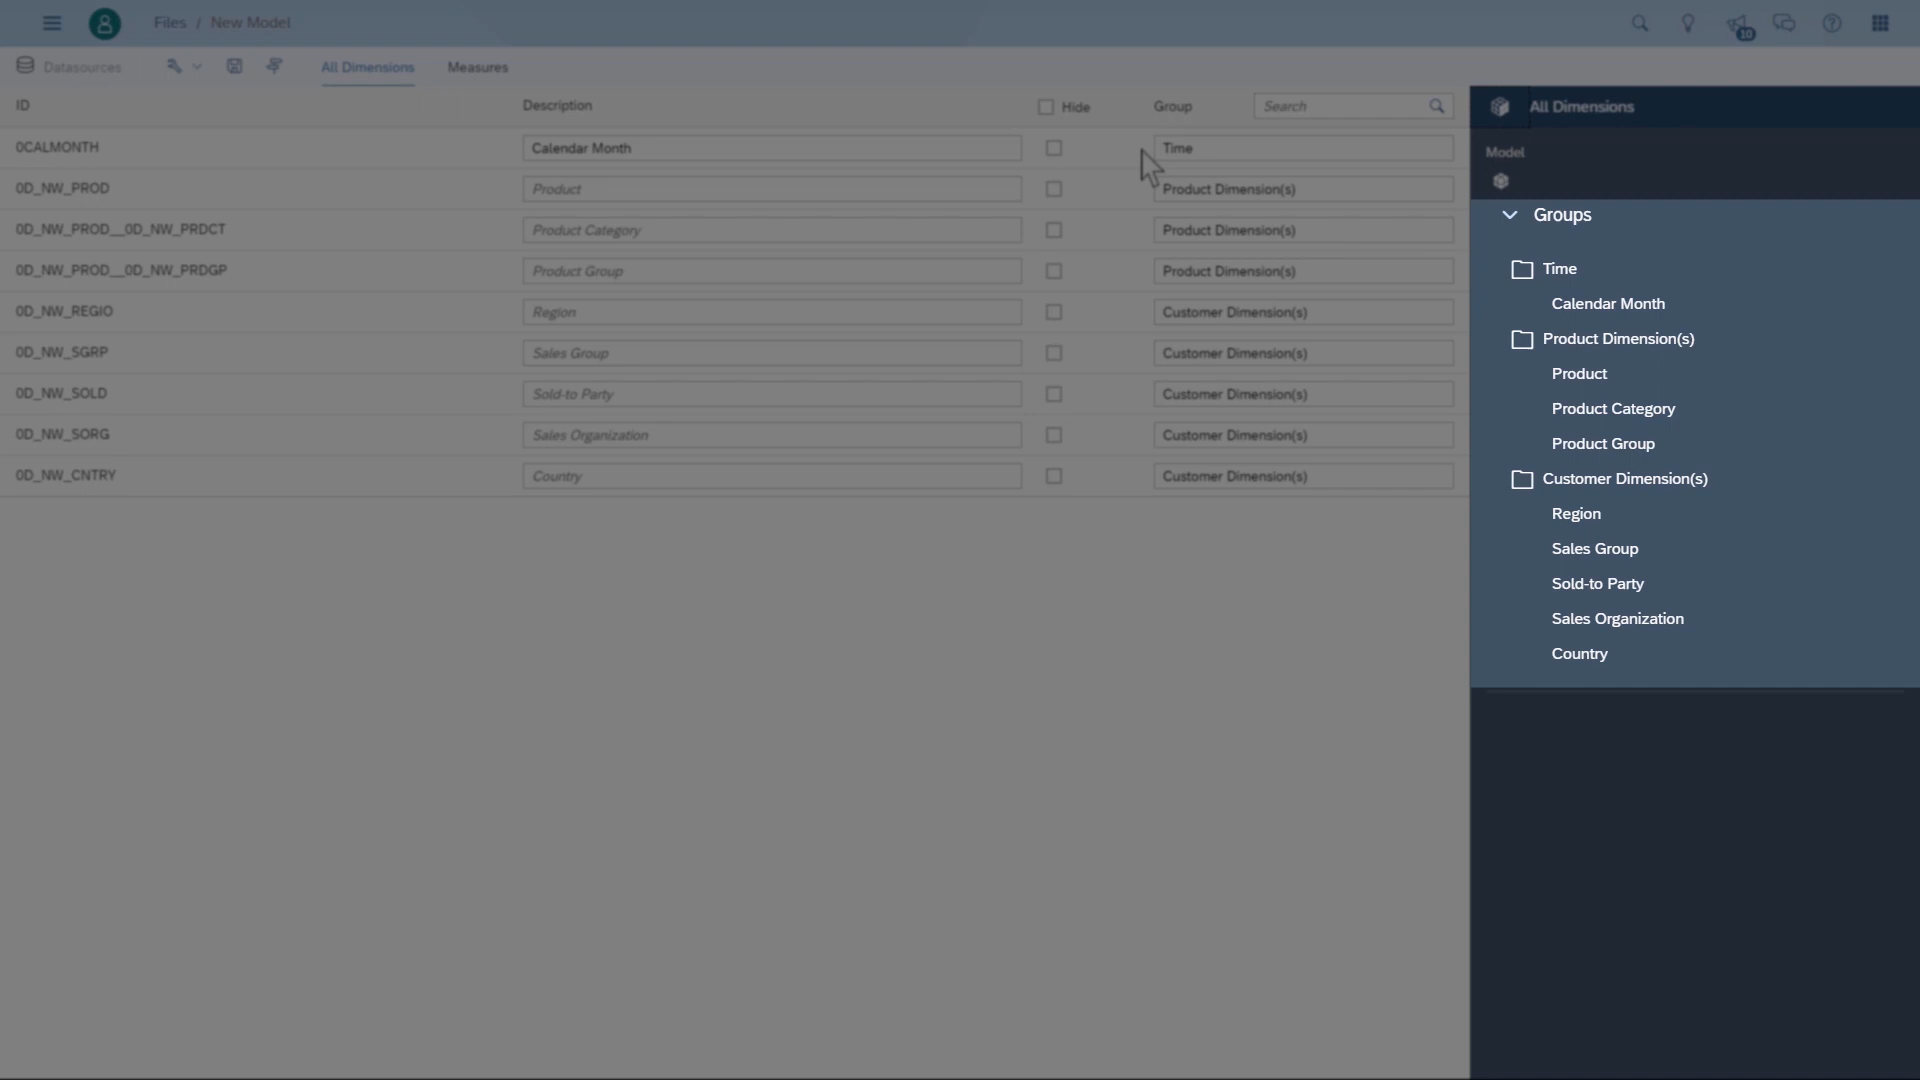 Files / New Model
10
Datasources
All Dimensions
Measures
ID Description Hide Group Search
0CALMONTH Calendar Month Time
0D_NW_PROD Product Product Dimension(s)
0D_NW_PROD__0D_NW_PRDCT Product Category Product Dimension(s)
0D_NW_PROD__0D_NW_PRDGP Product Group Product Dimension(s)
0D_NW_REGIO Region Customer Dimension(s)
0D_NW_SGRP Sales Group Customer Dimension(s)
0D_NW_SOLD Sold-to Party Customer Dimension(s)
0D_NW_SORG Sales Organization Customer Dimension(s)
0D_NW_CNTRY Country Customer Dimension(s)
All Dimensions
Model
Groups
Time
Calendar Month
Product Dimension(s)
Product
Product Category
Product Group
Customer Dimension(s)
Region
Sales Group
Sold-to Party
Sales Organization
Country